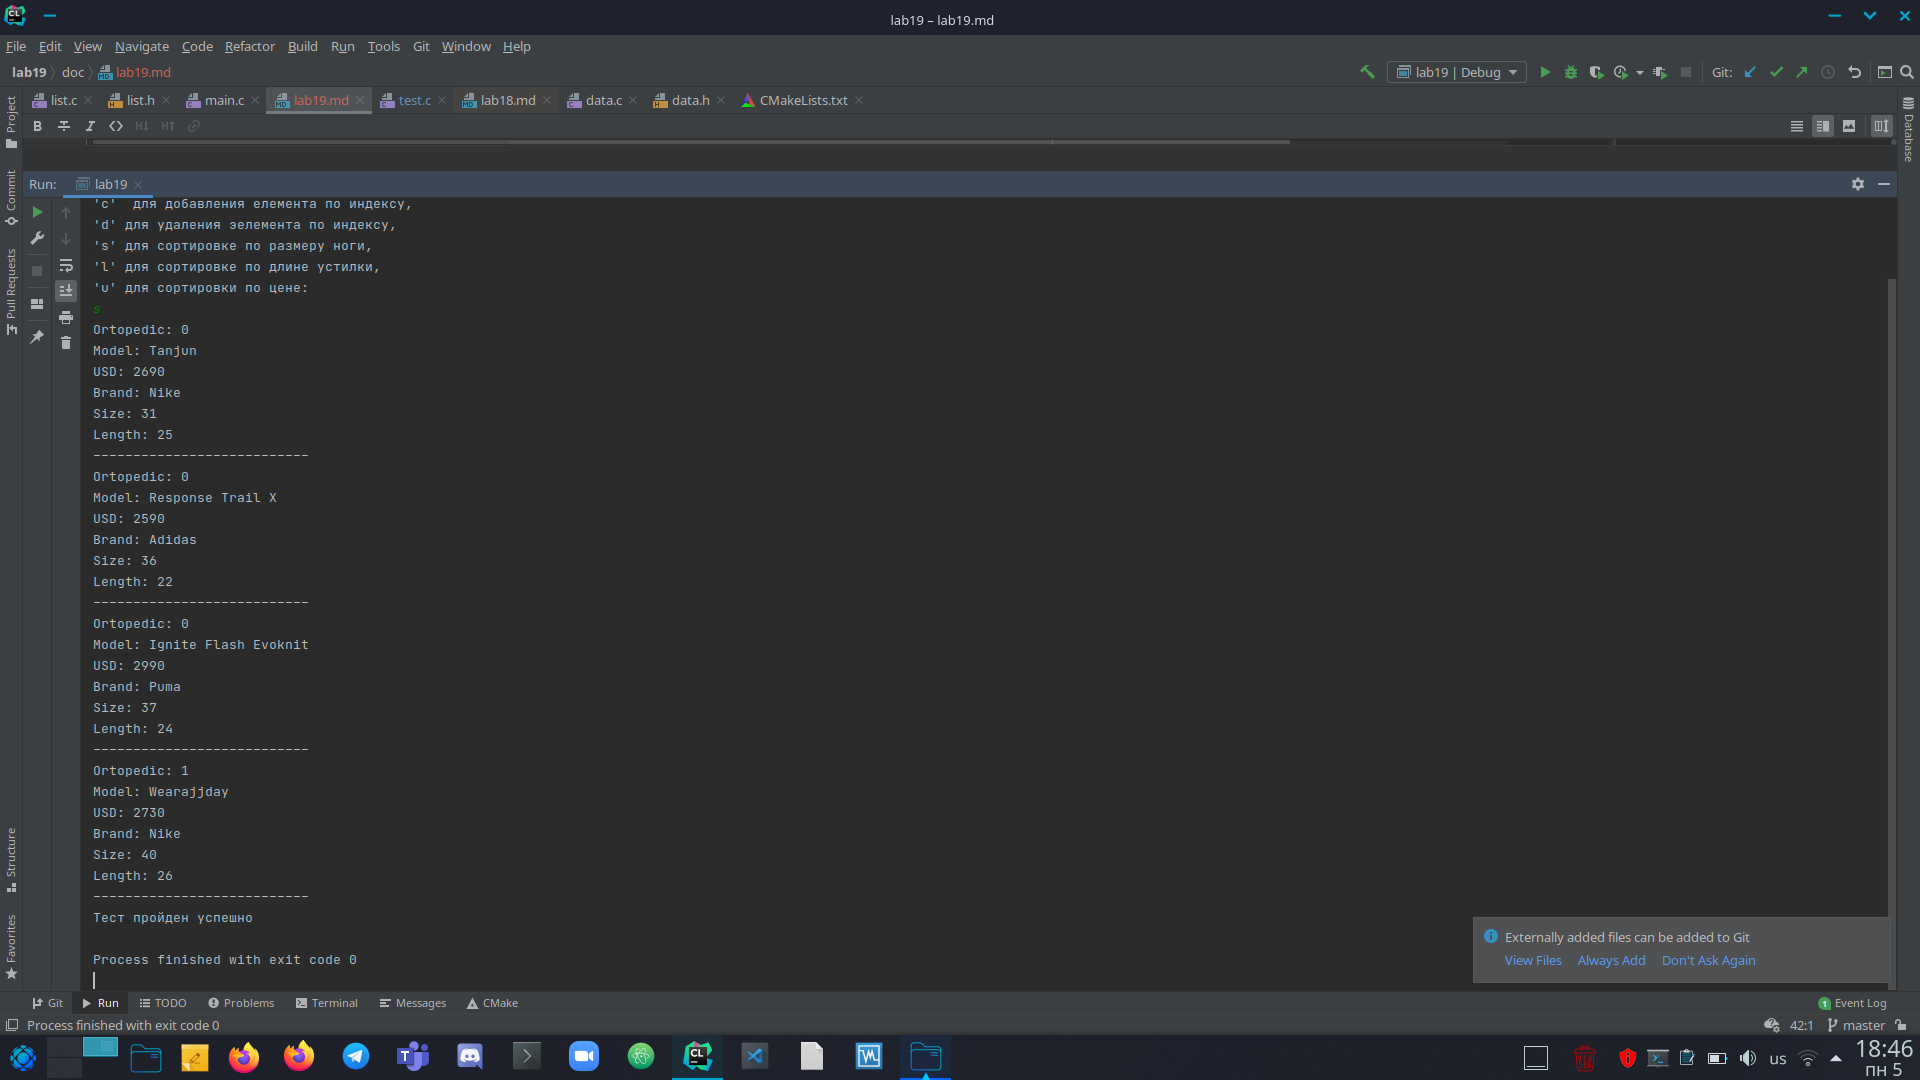 lab19 – lab19.md
File Edit View Navigate Code Refactor Build Run Tools Git Window Help
lab19 doc lab19.md
lab19 | Debug
Git:
list.c list.h main.c lab19.md test.c lab18.md data.c data.h CMakeLists.txt
Project
Commit
Pull Requests
Structure
Favorites
Database
Run: lab19
'c'  для добавления елемента по индексу,
'd' для удаления эелемента по индексу,
's' для сортировке по размеру ноги,
'l' для сортировке по длине устилки,
'u' для сортировки по цене:
s
Ortopedic: 0
Model: Tanjun
USD: 2690
Brand: Nike
Size: 31
Length: 25
---------------------------
Ortopedic: 0
Model: Response Trail X
USD: 2590
Brand: Adidas
Size: 36
Length: 22
---------------------------
Ortopedic: 0
Model: Ignite Flash Evoknit
USD: 2990
Brand: Puma
Size: 37
Length: 24
---------------------------
Ortopedic: 1
Model: Wearajjday
USD: 2730
Brand: Nike
Size: 40
Length: 26
---------------------------
Тест пройден успешно
Process finished with exit code 0
Externally added files can be added to Git
View Files Always Add Don't Ask Again
Git Run TODO Problems Terminal Messages CMake
1 Event Log
Process finished with exit code 0
42:1 master
us
18:46
пн 5